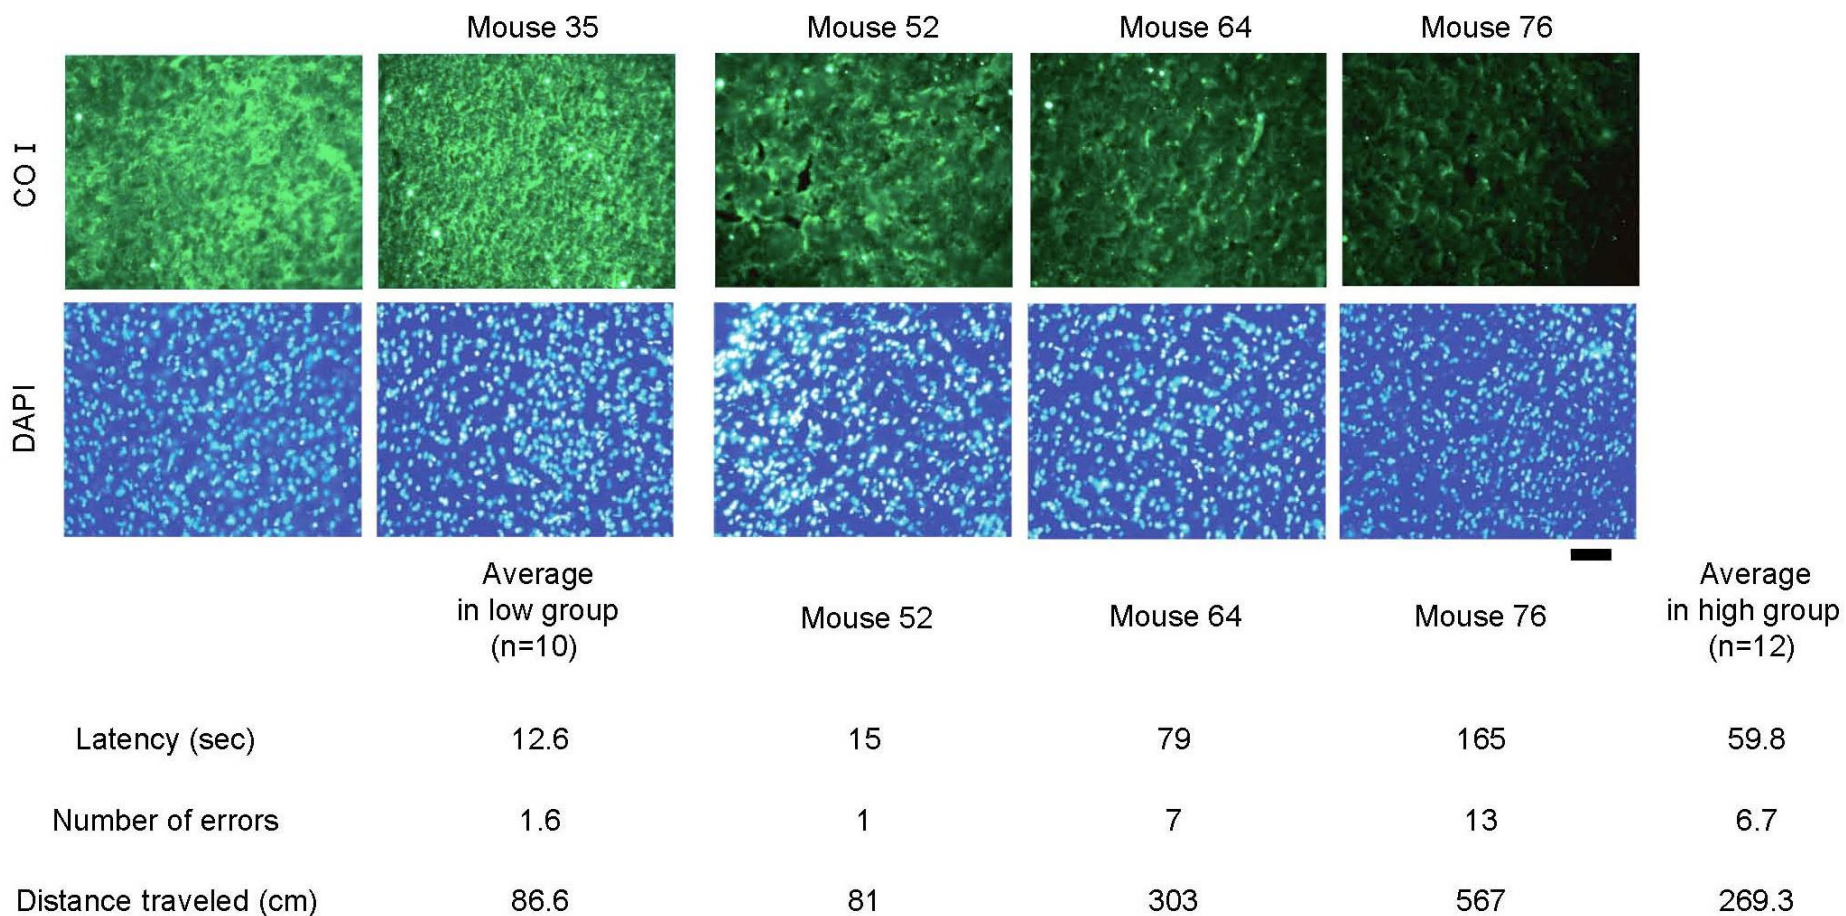 Mouse 35 Mouse 52 Mouse 64 Mouse 76
CO I
DAPI
Average
in low group
(n=10)
Mouse 52 Mouse 64 Mouse 76
Average
in high group
(n=12)
Latency (sec) 12.6 15 79 165 59.8
Number of errors 1.6 1 7 13 6.7
Distance traveled (cm) 86.6 81 303 567 269.3